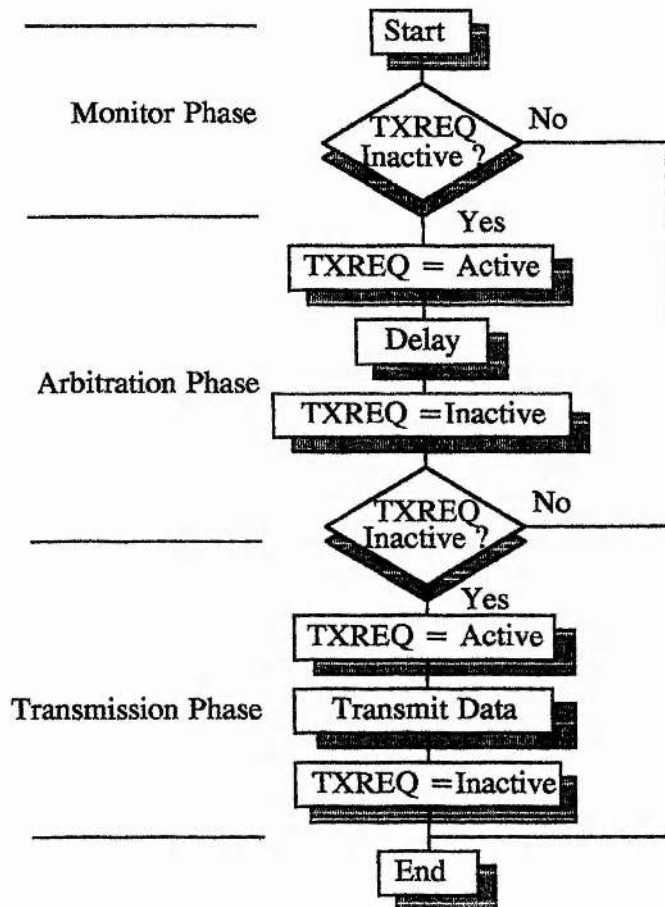 Start
Monitor Phase
TXREQ
Inactive ?
No
Yes
TXREQ = Active
Delay
Arbitration Phase
TXREQ =Inactive
TXREQ
Inactive ?
No
Yes
TXREQ = Active
Transmission Phase
Transmit Data
TXREQ =Inactive
End